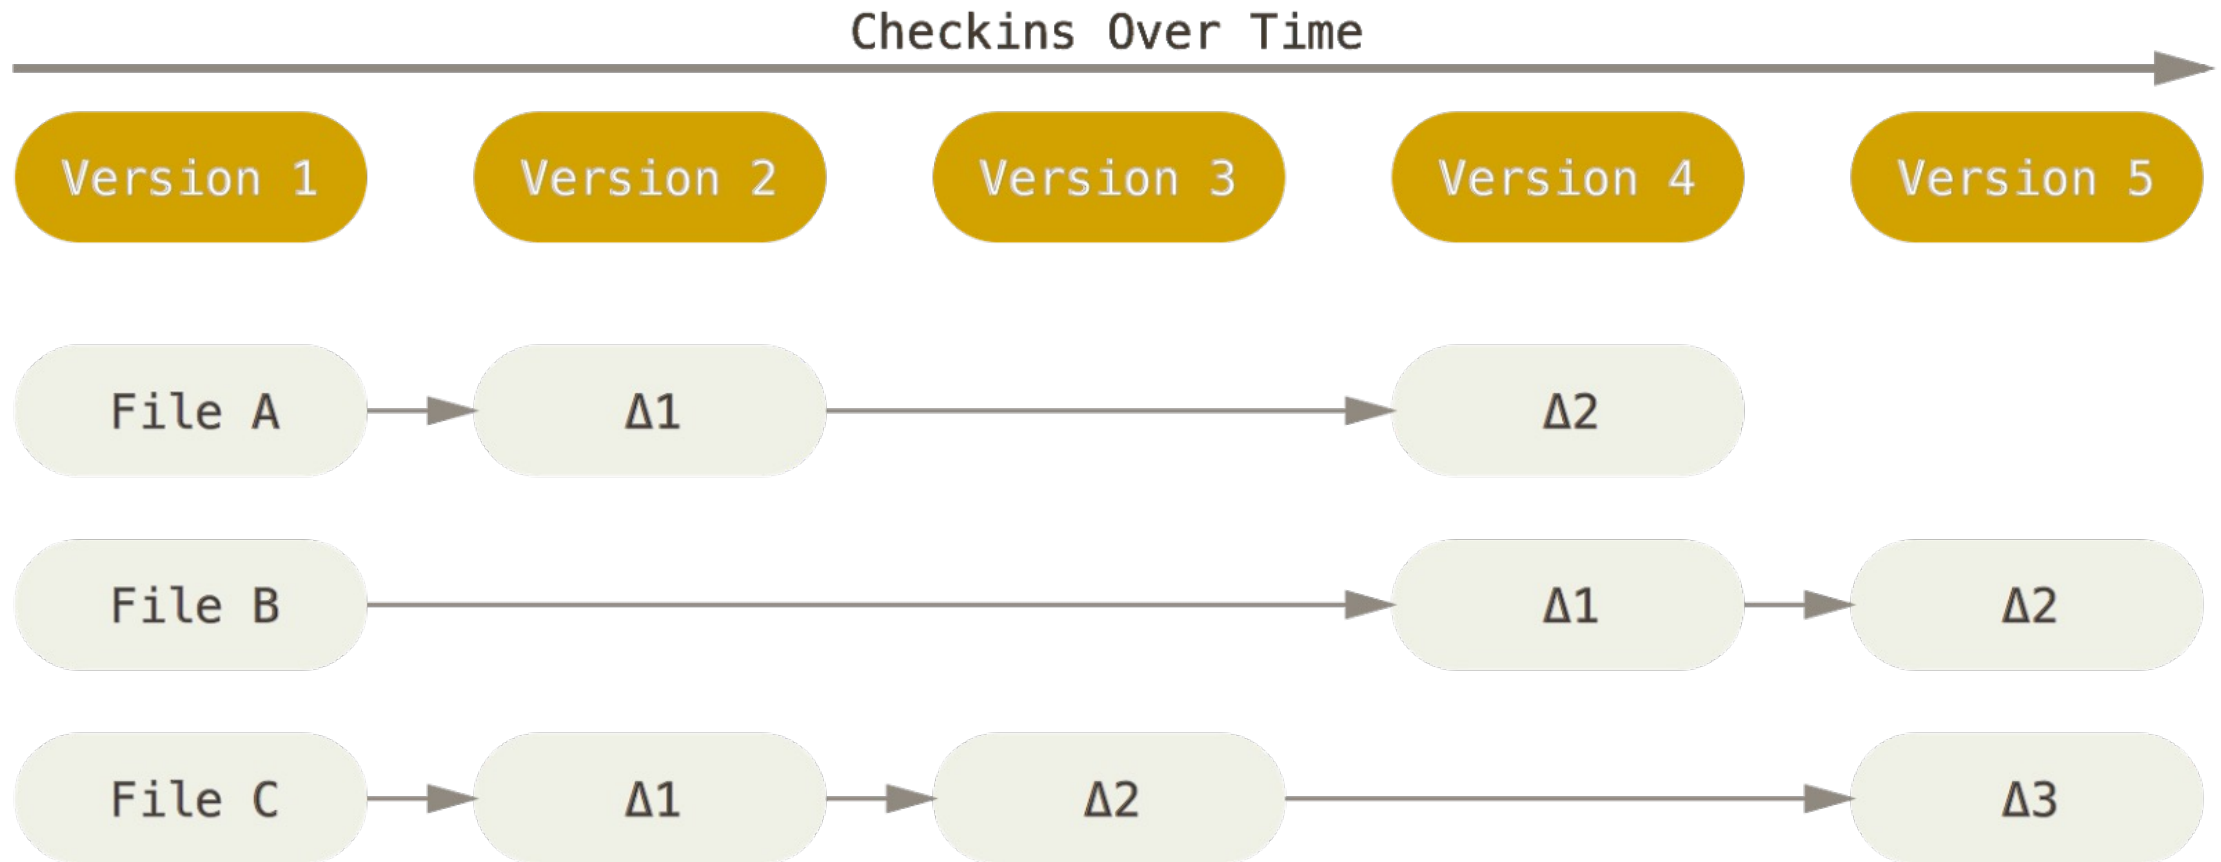 Checkins Over Time
Version 1 Version 2 Version 3 Version 4 Version 5
File A Δ1 Δ2
File B Δ1 Δ2
File C Δ1 Δ2 Δ3